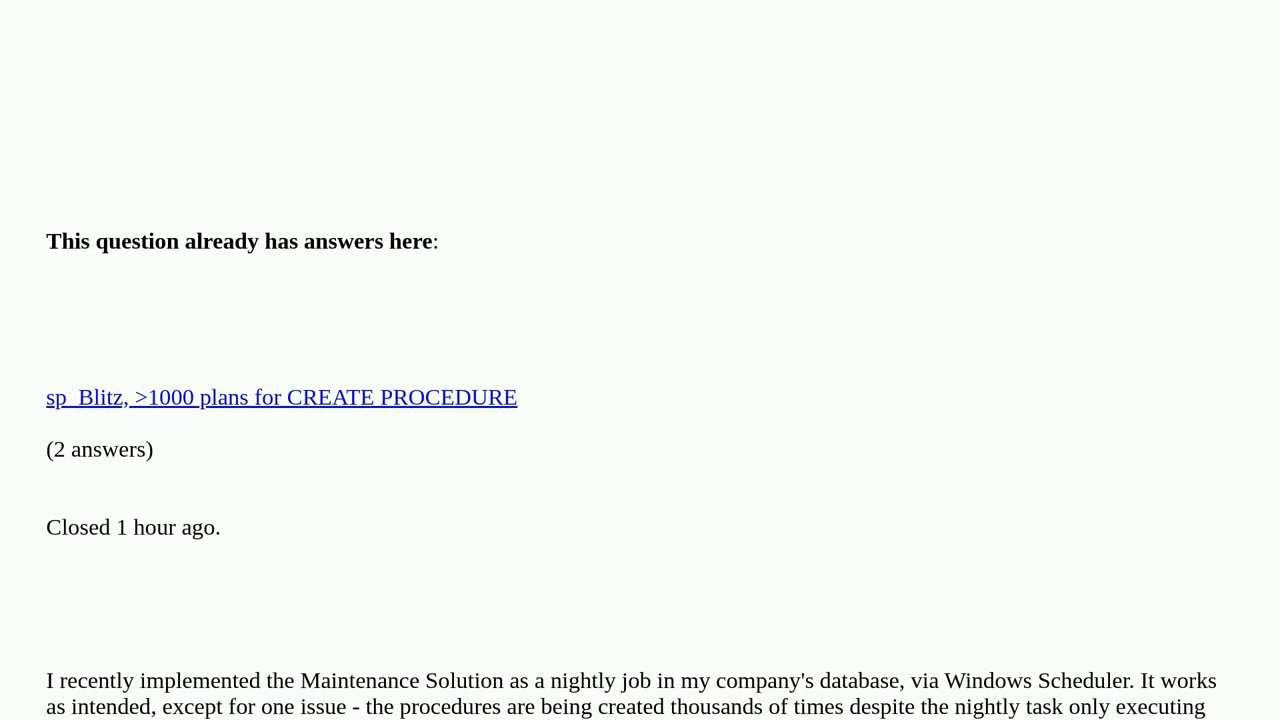 This question already has answers here:
sp_Blitz, >1000 plans for CREATE PROCEDURE
(2 answers)
Closed 1 hour ago.
I recently implemented the Maintenance Solution as a nightly job in my company's database, via Windows Scheduler. It works
as intended, except for one issue - the procedures are being created thousands of times despite the nightly task only executing